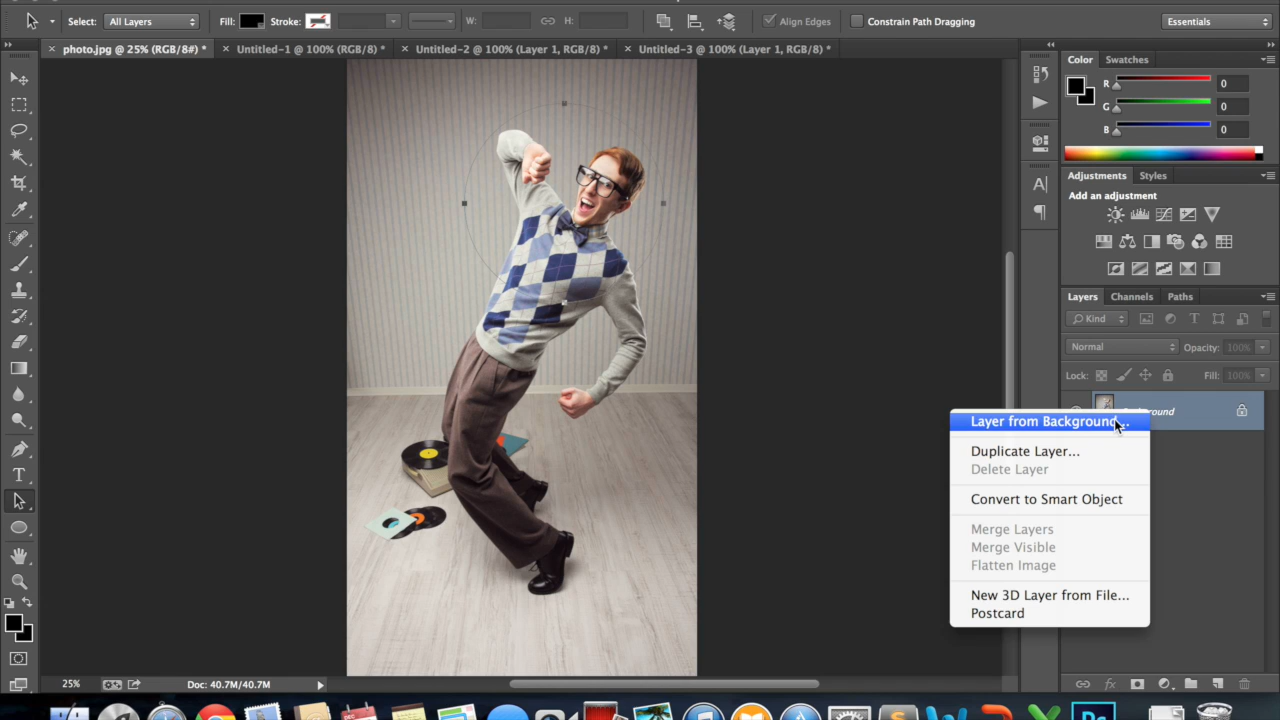 Select: All Layers Fill: Stroke: W: H: Align Edges Constrain Path Dragging Essentials
photo.jpg @ 25% (RGB/8#) * Untitled-1 @ 100% (RGB/8) * Untitled-2 @ 100% (Layer 1, RGB/8) * Untitled-3 @ 100% (Layer 1, RGB/8) *
Color Swatches
R 0
G 0
B 0
Adjustments Styles
Add an adjustment
Layers Channels Paths
Kind
Normal Opacity: 100%
Lock: Fill: 100%
Layer from Background...
Duplicate Layer...
Delete Layer
Convert to Smart Object
Merge Layers
Merge Visible
Flatten Image
New 3D Layer from File...
Postcard
25% Doc: 40.7M/40.7M